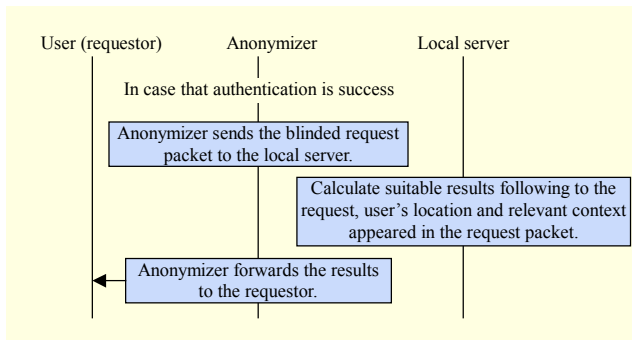 User (requestor) Anonymizer Local server
In case that authentication is success
Anonymizer sends the blinded request
packet to the local server.
Calculate suitable results following to the
request, user’s location and relevant context
appeared in the request packet.
Anonymizer forwards the results
to the requestor.